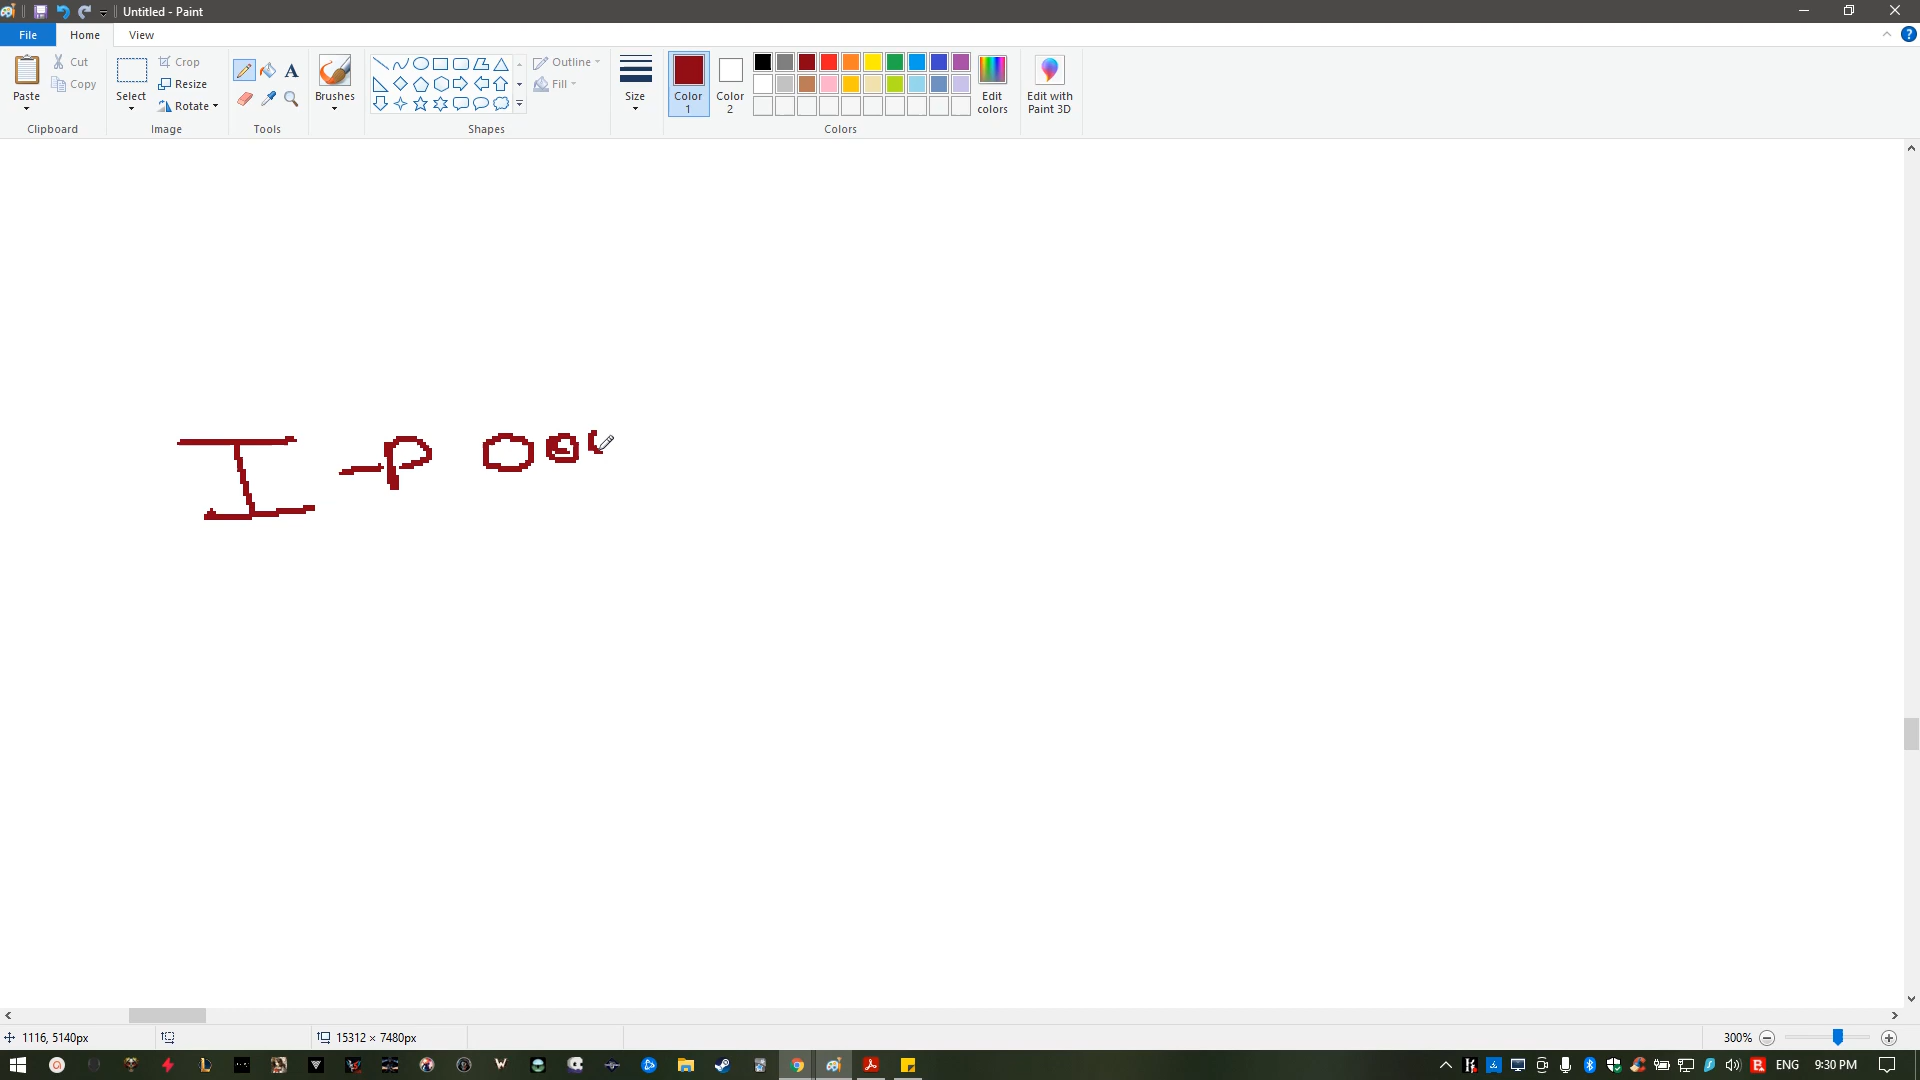 Untitled - Paint
File Home View
Paste Cut Copy Clipboard
Select Crop Resize Rotate Image
Tools
Brushes
Outline Fill Shapes
Size
Color 1 Color 2 Edit colors Colors
Edit with Paint 3D
I
1116, 5140px 15312 × 7480px 300%
ENG 9:30 PM